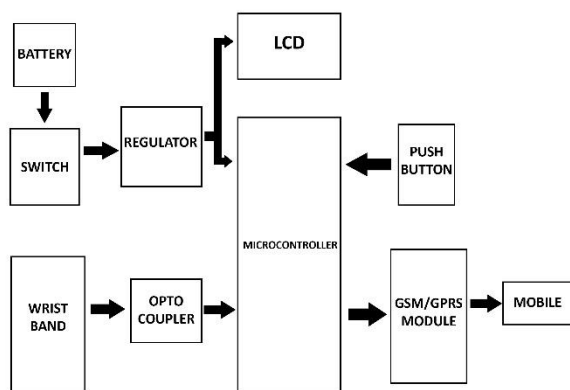 BATTERY
LCD
SWITCH
REGULATOR
PUSH
BUTTON
MICROCONTROLLER
WRIST
BAND
OPTO
COUPLER
GSM/GPRS
MODULE
MOBILE